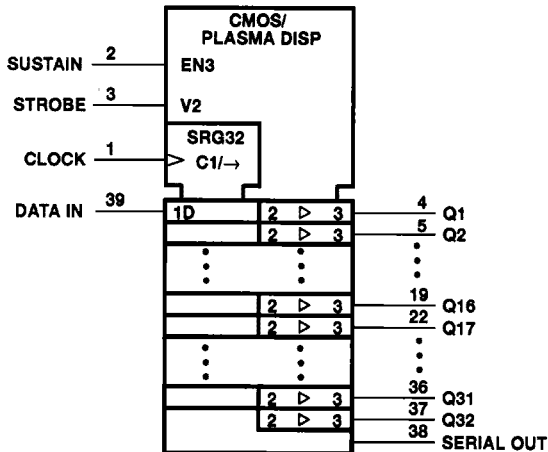 CMOS/
PLASMA DISP
SUSTAIN 2 EN3
STROBE 3 V2
SRG32
CLOCK 1 C1/→
DATA IN 39 1D 2 ▷ 3 4 Q1
2 ▷ 3 5 Q2
2 ▷ 3 19 Q16
2 ▷ 3 22 Q17
2 ▷ 3 36 Q31
2 ▷ 3 37 Q32
38 SERIAL OUT